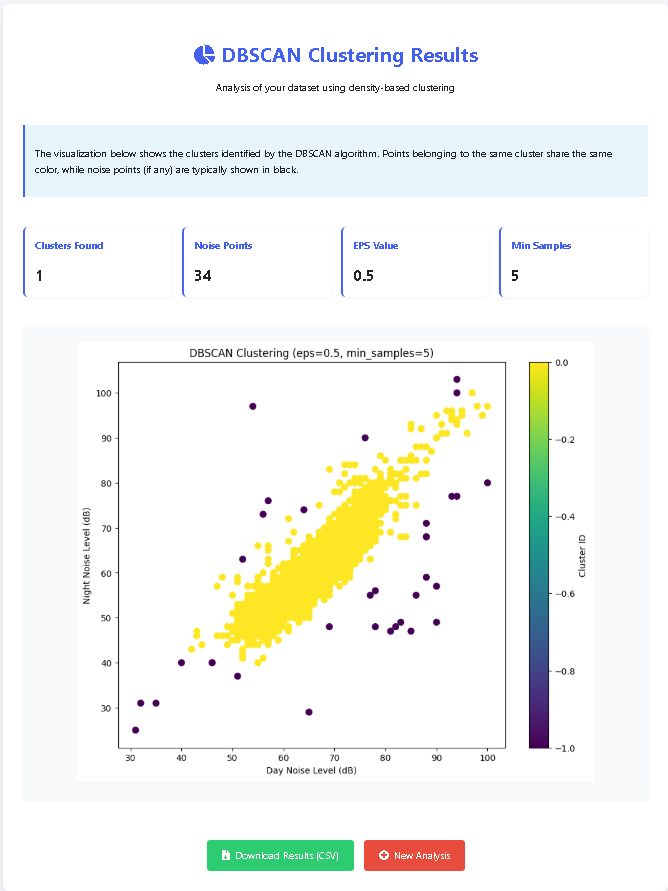 DBSCAN Clustering Results
Analysis of your dataset using density-based clustering
The visualization below shows the clusters identified by the DBSCAN algorithm. Points belonging to the same cluster share the same
color, while noise points (if any) are typically shown in black.
Clusters Found
1
Noise Points
34
EPS Value
0.5
Min Samples
5
DBSCAN Clustering (eps=0.5, min_samples=5)
100
90
80
70
60
50
40
30
Night Noise Level (dB)
30 40 50 60 70 80 90 100
Day Noise Level (dB)
0.0
−0.2
−0.4
−0.6
−0.8
−1.0
Cluster ID
Download Results (CSV)
New Analysis